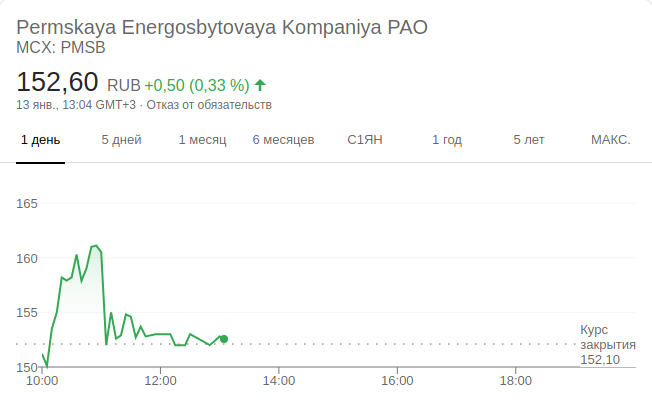 Permskaya Energosbytovaya Kompaniya PAO
MCX: PMSB
152,60 RUB +0,50 (0,33 %)
13 янв., 13:04 GMT+3 · Отказ от обязательств
1 день 5 дней 1 месяц 6 месяцев С1ЯН 1 год 5 лет МАКС.
165
160
155
Курс
закрытия
152,10
150
10:00 12:00 14:00 16:00 18:00